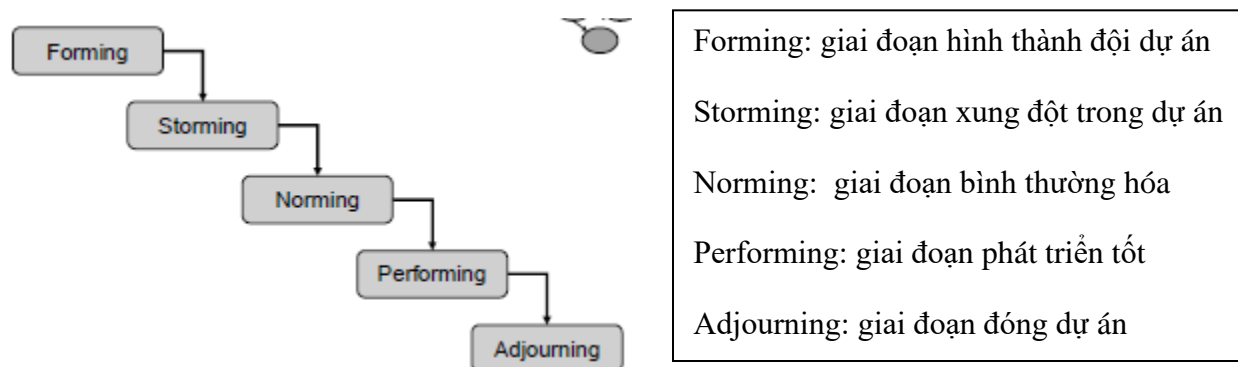 Forming
Storming
Norming
Performing
Adjourning
Forming: giai đoạn hình thành đội dự án
Storming: giai đoạn xung đột trong dự án
Norming: giai đoạn bình thường hóa
Performing: giai đoạn phát triển tốt
Adjourning: giai đoạn đóng dự án